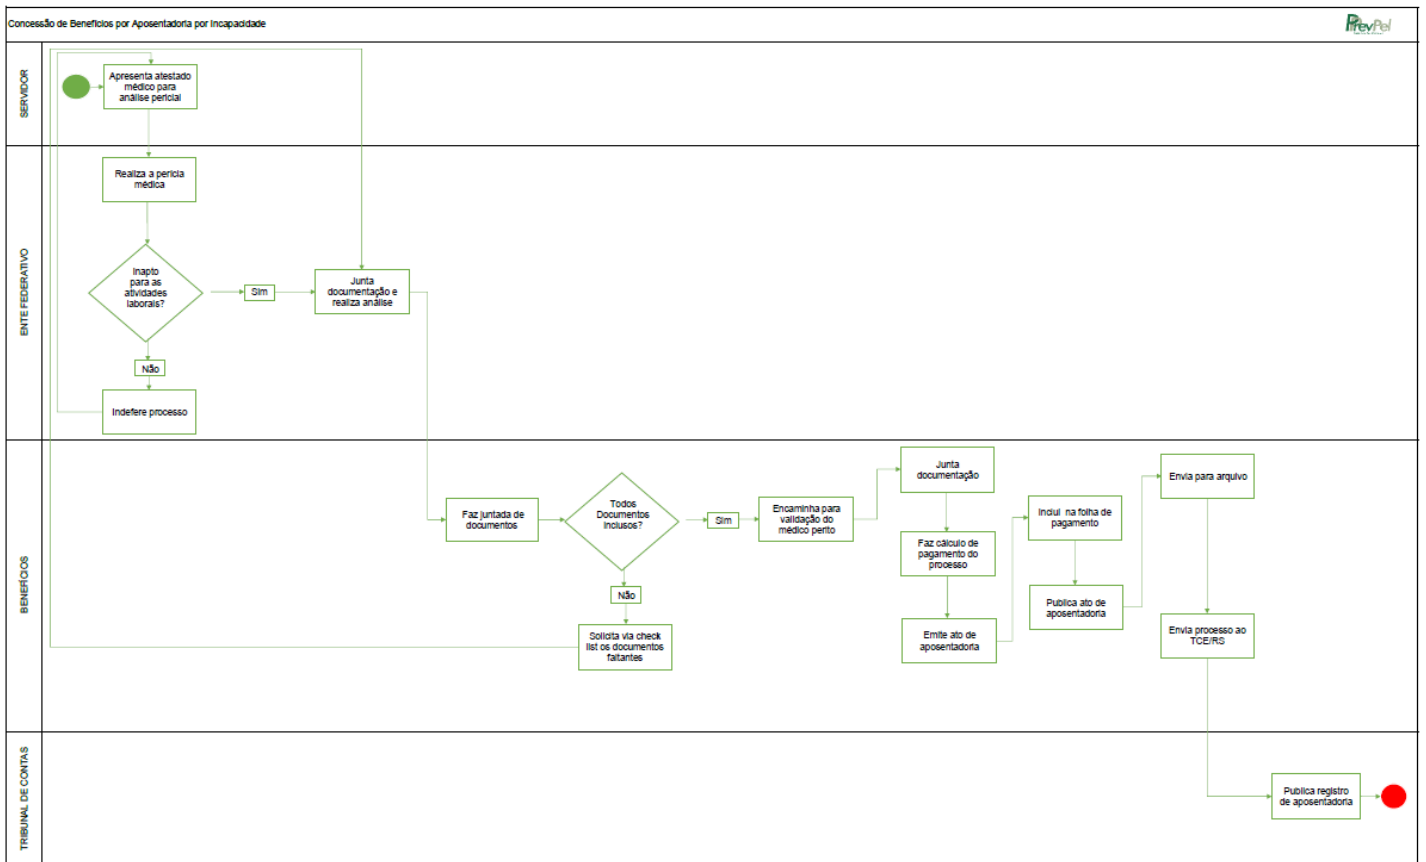 Concessão de Benefícios por Aposentadoria por Incapacidade
PrevPel
SERVIDOR
Apresenta atestado
médico para
análise pericial
ENTE FEDERATIVO
Realiza a perícia
médica
Inapto
para as
atividades
laborais?
Sim
Junta
documentação e
realiza análise
Não
Indefere processo
BENEFÍCIOS
Faz juntada de
documentos
Todos
Documentos
Inclusos?
Sim
Encaminha para
validação do
médico perito
Não
Solicita via check
list os documentos
faltantes
Junta
documentação
Faz cálculo de
pagamento do
processo
Emite ato de
aposentadoria
Inclui na folha de
pagamento
Publica ato de
aposentadoria
Envia para arquivo
Envia processo ao
TCE/RS
TRIBUNAL DE CONTAS
Publica registro
de aposentadoria